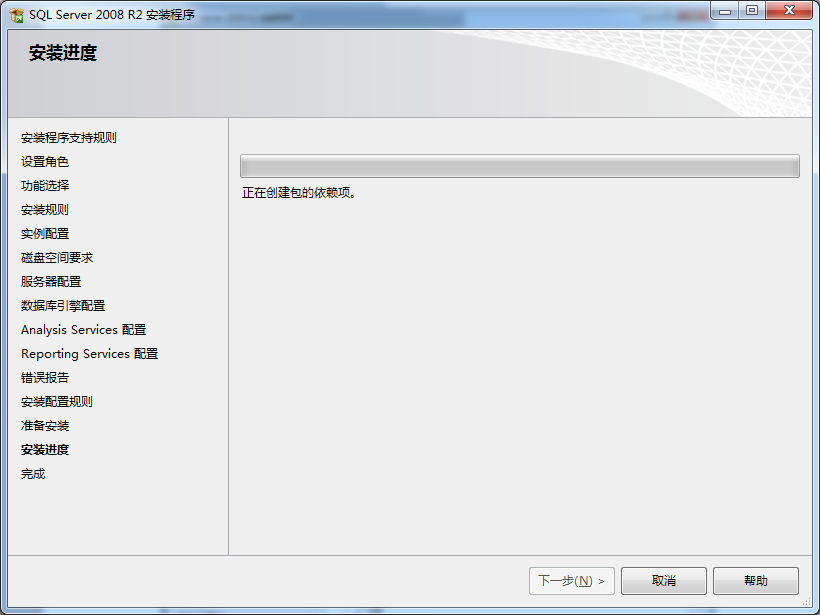 SQL Server 2008 R2 安装程序
安装进度
安装程序支持规则
设置角色
功能选择
安装规则
实例配置
磁盘空间要求
服务器配置
数据库引擎配置
Analysis Services 配置
Reporting Services 配置
错误报告
安装配置规则
准备安装
安装进度
完成
正在创建包的依赖项。
下一步(N) >
取消
帮助